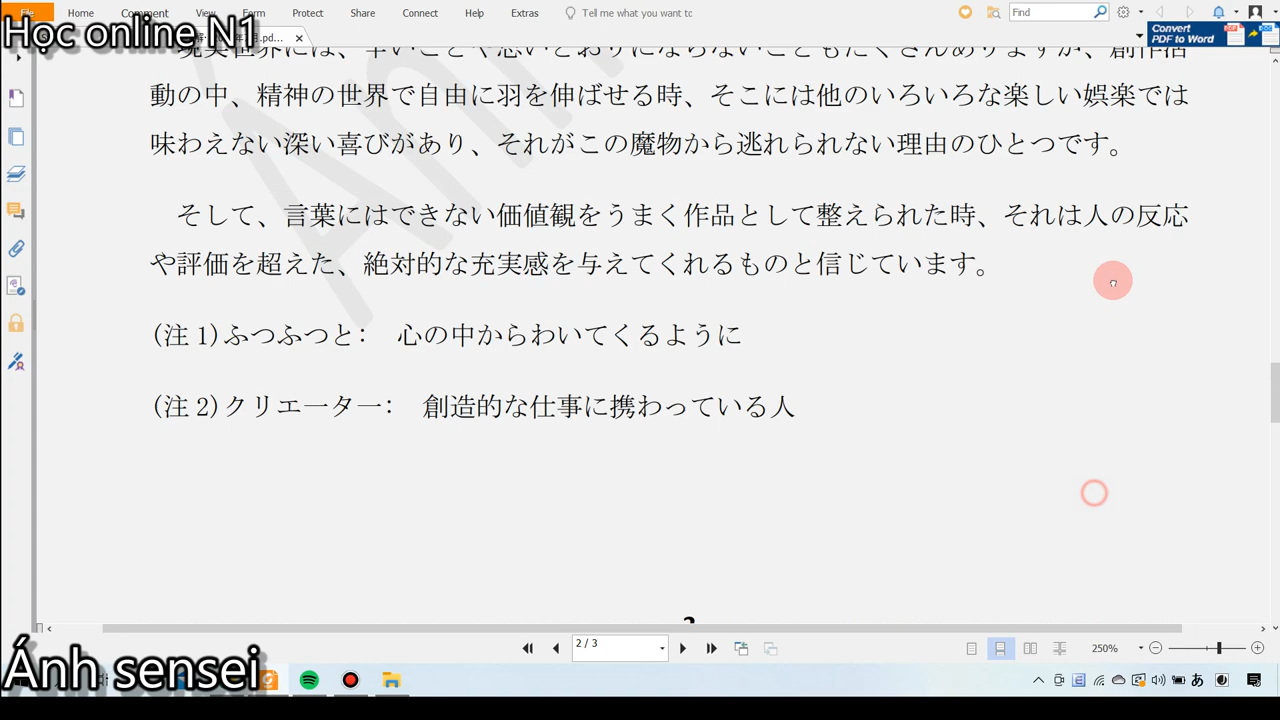 File Home Comment View Form Protect Share Connect Help Extras Tell me what you want to Find
Học online N1
Convert
PDF to Word
動の中、精神の世界で自由に羽を伸ばせる時、そこには他のいろいろな楽しい娯楽では
味わえない深い喜びがあり、それがこの魔物から逃れられない理由のひとつです。
そして、言葉にはできない価値観をうまく作品として整えられた時、それは人の反応
や評価を超えた、絶対的な充実感を与えてくれるものと信じています。
(注 1)ふつふつと： 心の中からわいてくるように
(注 2)クリエーター： 創造的な仕事に携わっている人
2 / 3
250%
Ánh sensei
あ